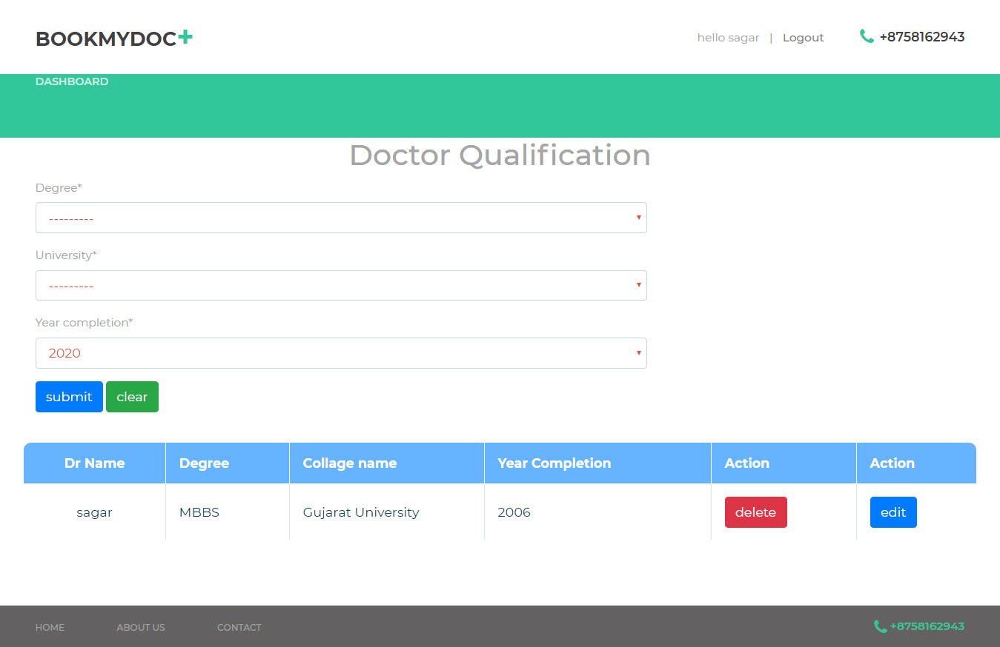 BOOKMYDOC+
hello sagar | Logout +8758162943
DASHBOARD
Doctor Qualification
Degree*
---------
University*
---------
Year completion*
2020
submit clear
Dr Name Degree Collage name Year Completion Action Action
sagar MBBS Gujarat University 2006 delete edit
HOME ABOUT US CONTACT +8758162943